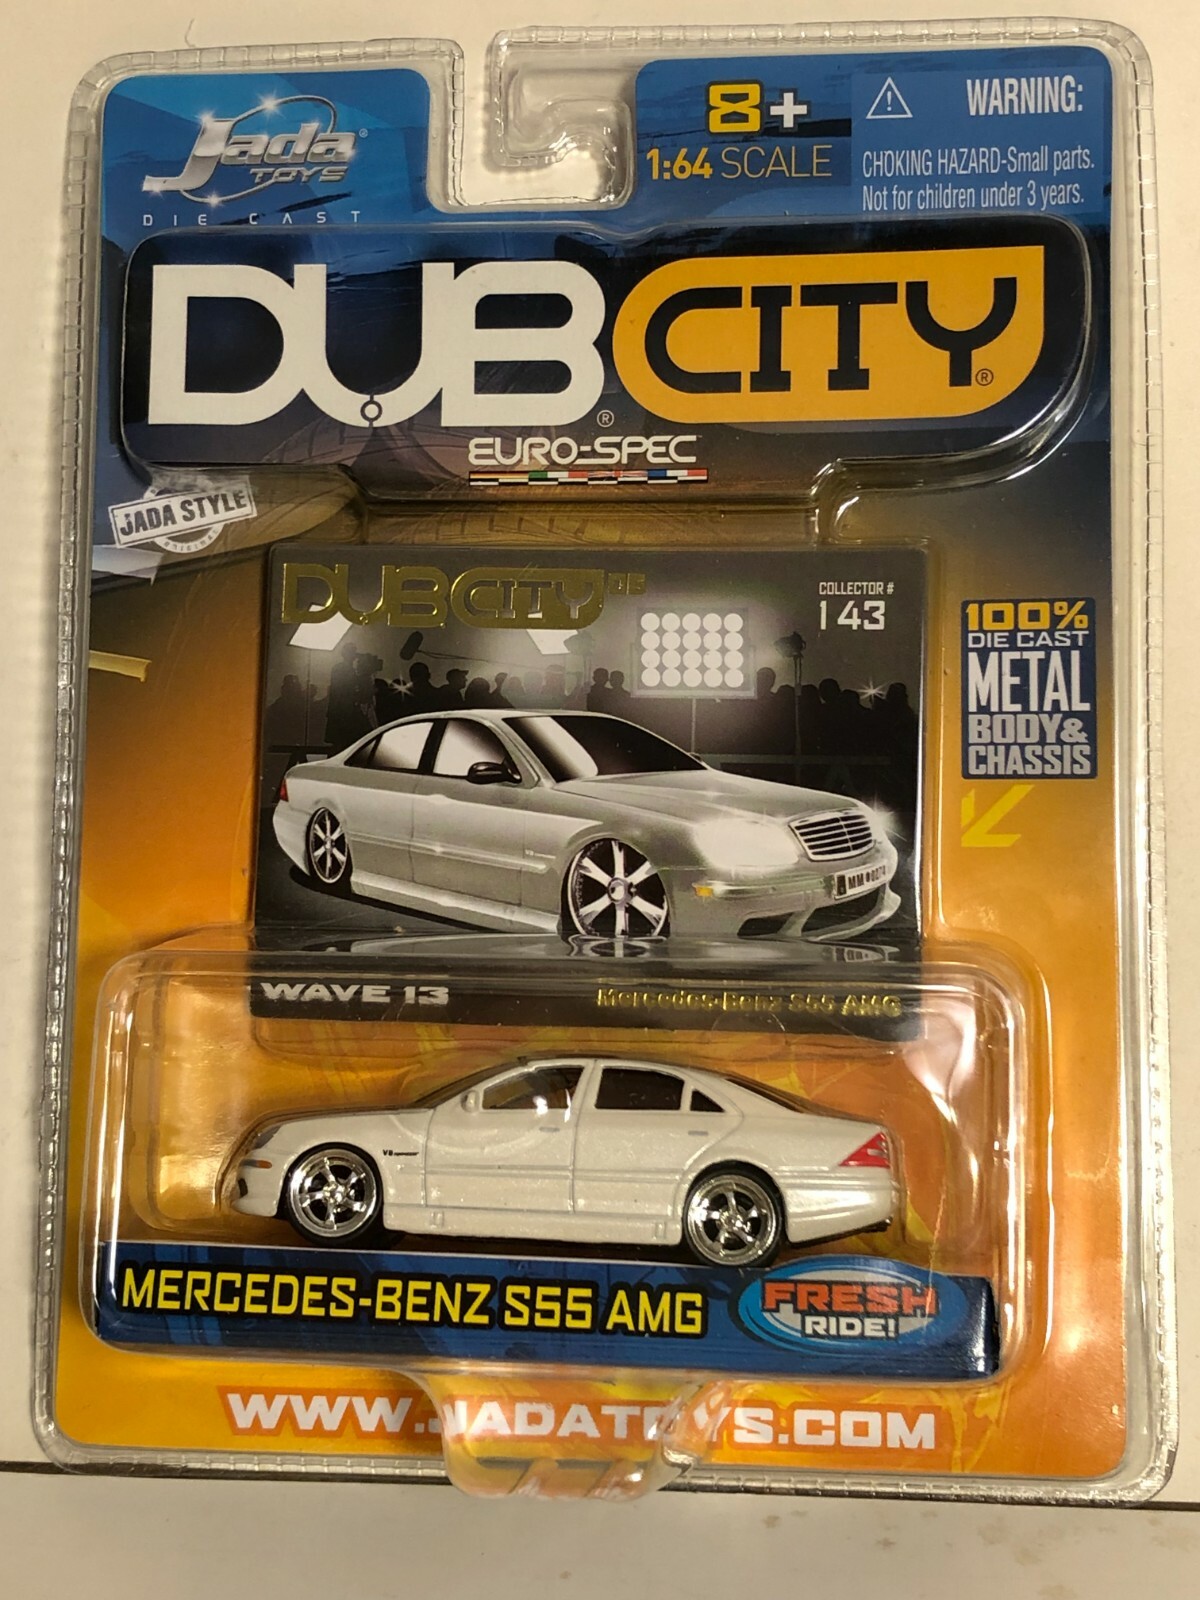 Jada ®
TOYS
DIE CAST
8+
1:64 SCALE
WARNING:
CHOKING HAZARD-Small parts.
Not for children under 3 years.
DUB CITY
® ®
EURO-SPEC
JADA STYLE
ORIGINAL
DUB CITY '05
COLLECTOR #
143
100%
DIE CAST
METAL
BODY&
CHASSIS
WAVE 13
Mercedes-Benz S55 AMG
MERCEDES-BENZ S55 AMG
FRESH
RIDE!
WWW.JADATOYS.COM